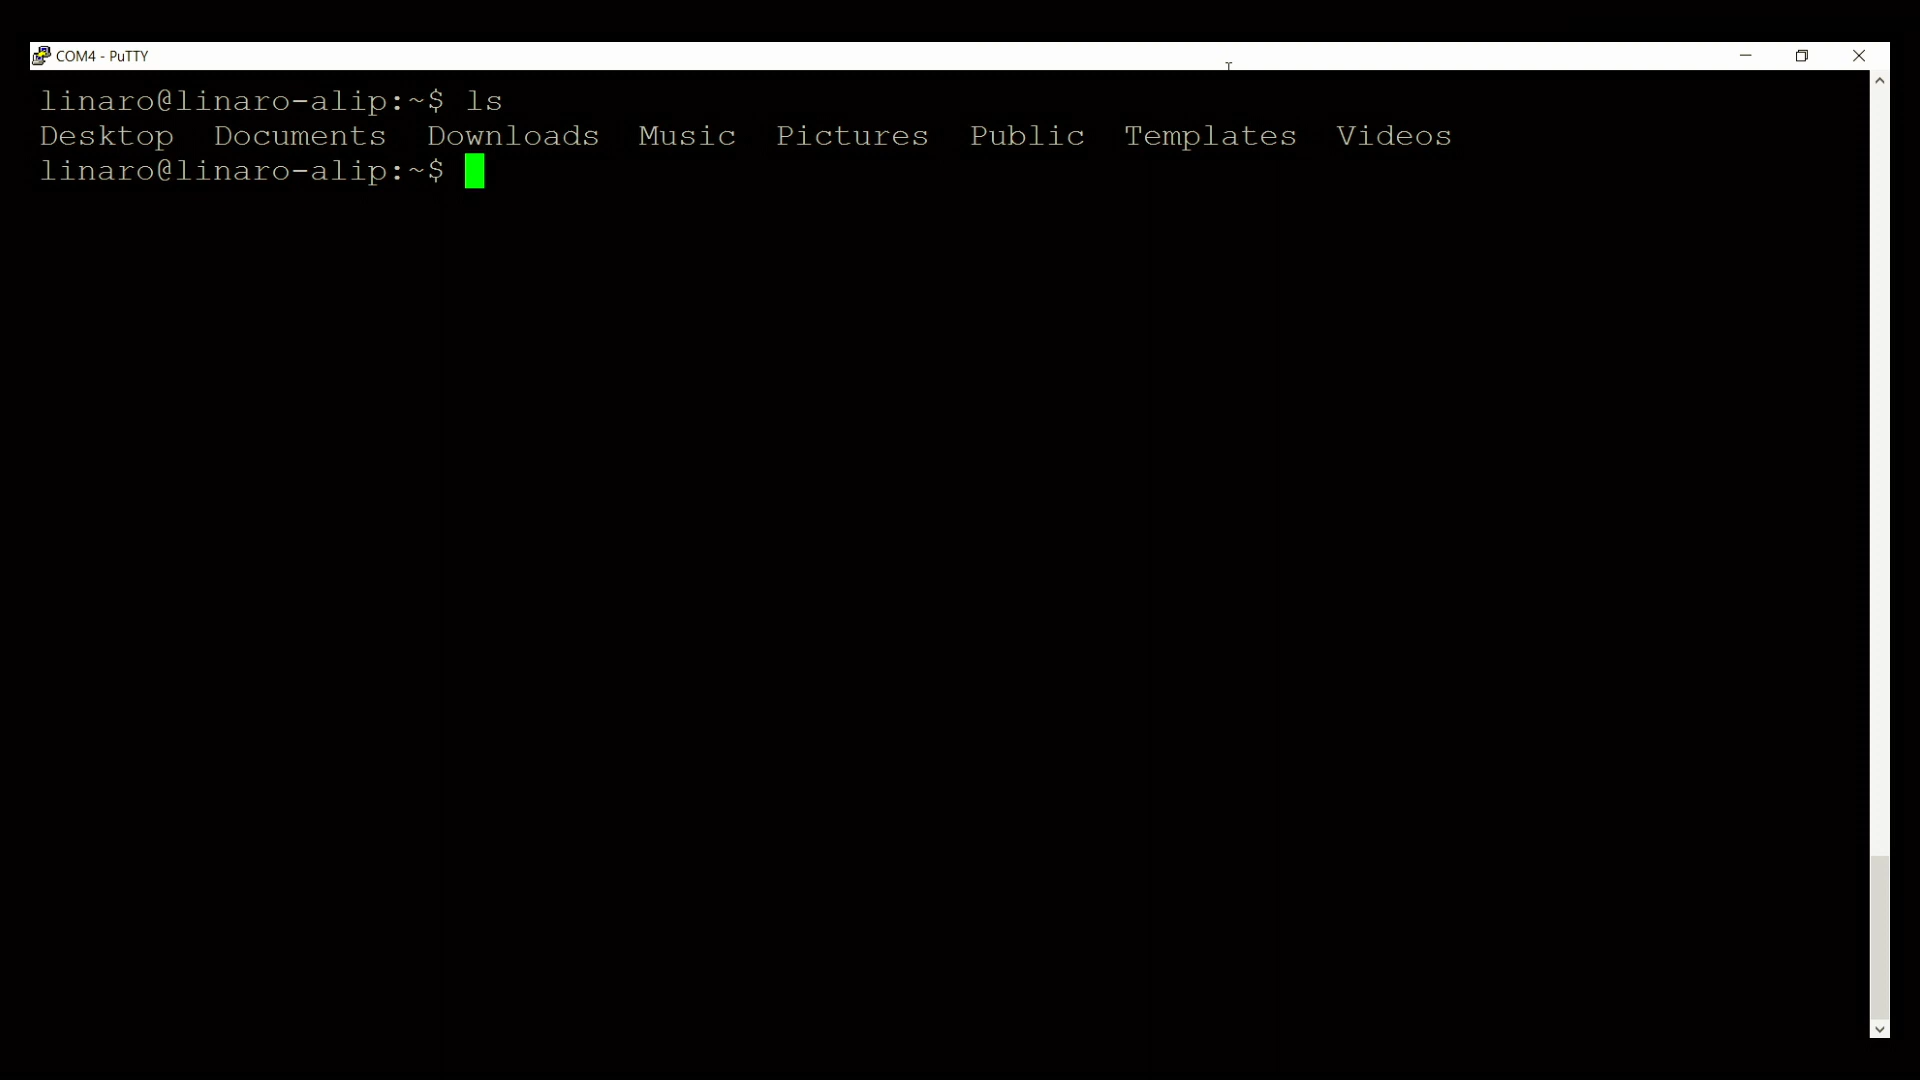 COM4 - PuTTY
linaro@linaro-alip:~$ ls
Desktop  Documents  Downloads  Music  Pictures  Public  Templates  Videos
linaro@linaro-alip:~$